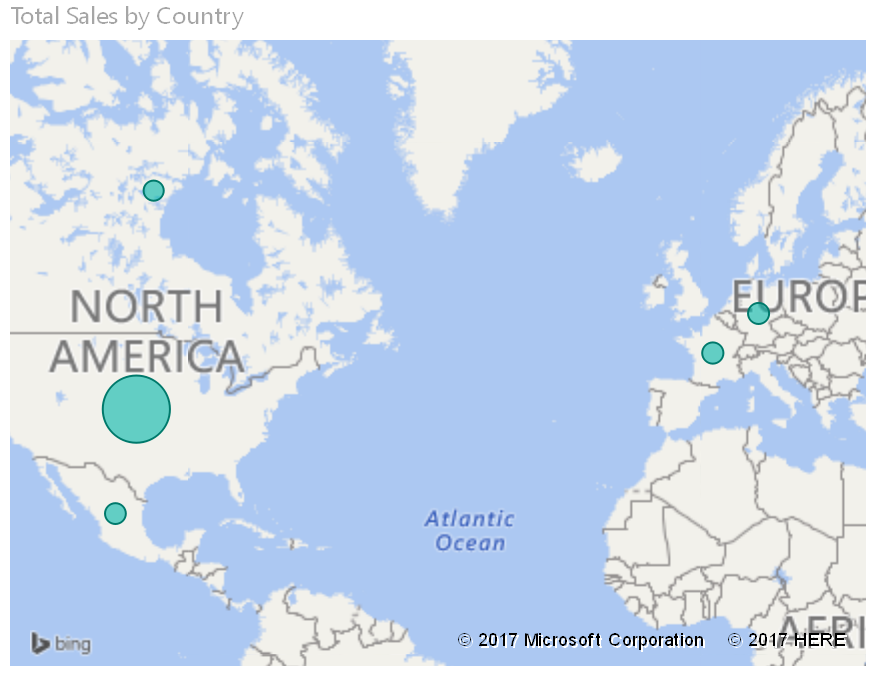 Total Sales by Country
NORTH
AMERICA
EUROP
Atlantic
Ocean
AFRI
bing
© 2017 Microsoft Corporation © 2017 HERE